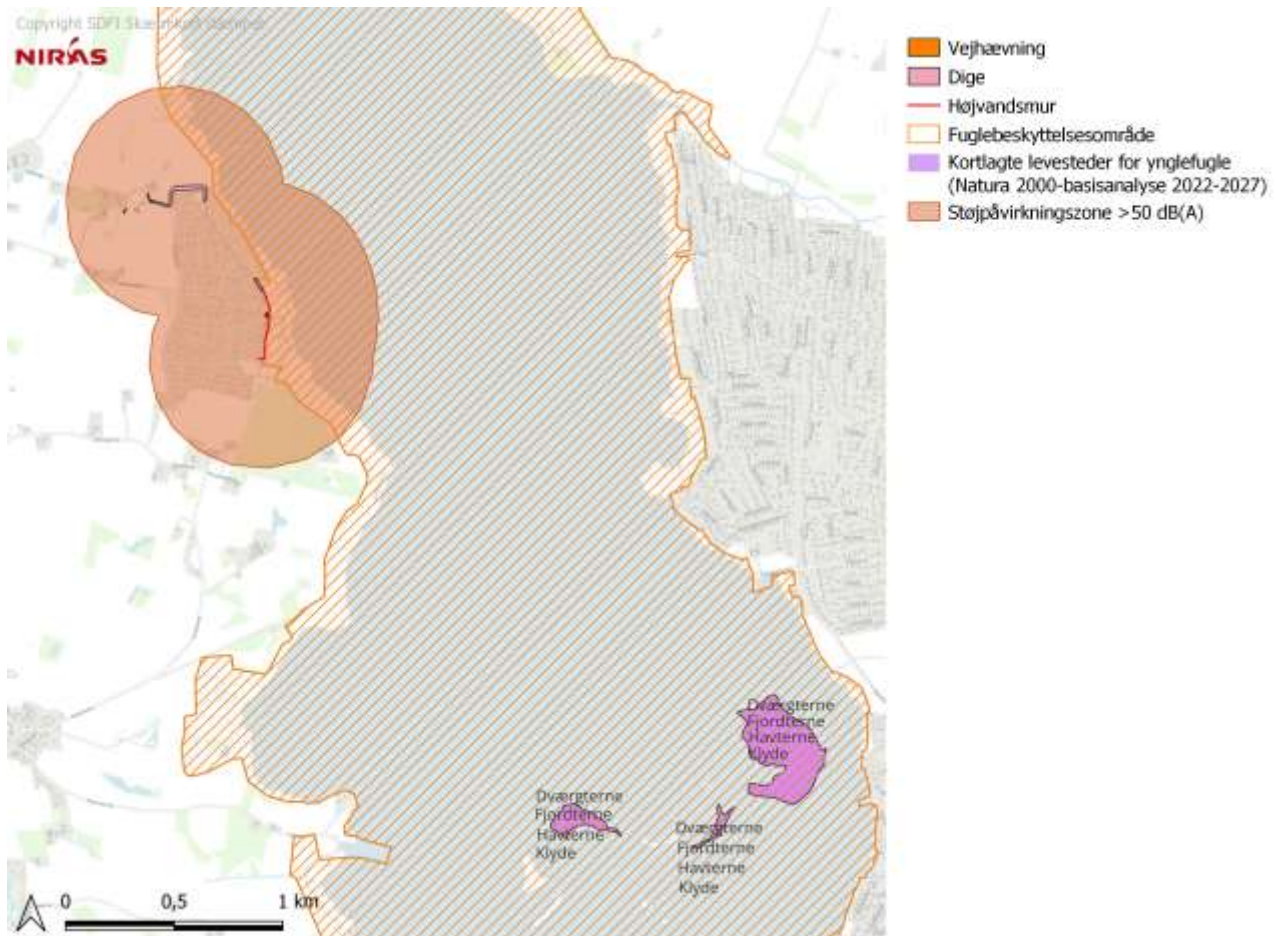 NIRÁS
Vejhævning
Dige
Højvandsmur
Fuglebeskyttelsesområde
Kortlagte levesteder for ynglefugle
(Natura 2000-basisanalyse 2022-2027)
Støjpåvirkningszone >50 dB(A)
Dværgterne
Fjordterne
Havterne
Klyde
Dværgterne
Fjordterne
Havterne
Klyde
Dværgterne
Fjordterne
Havterne
Klyde
0
0,5
1 km